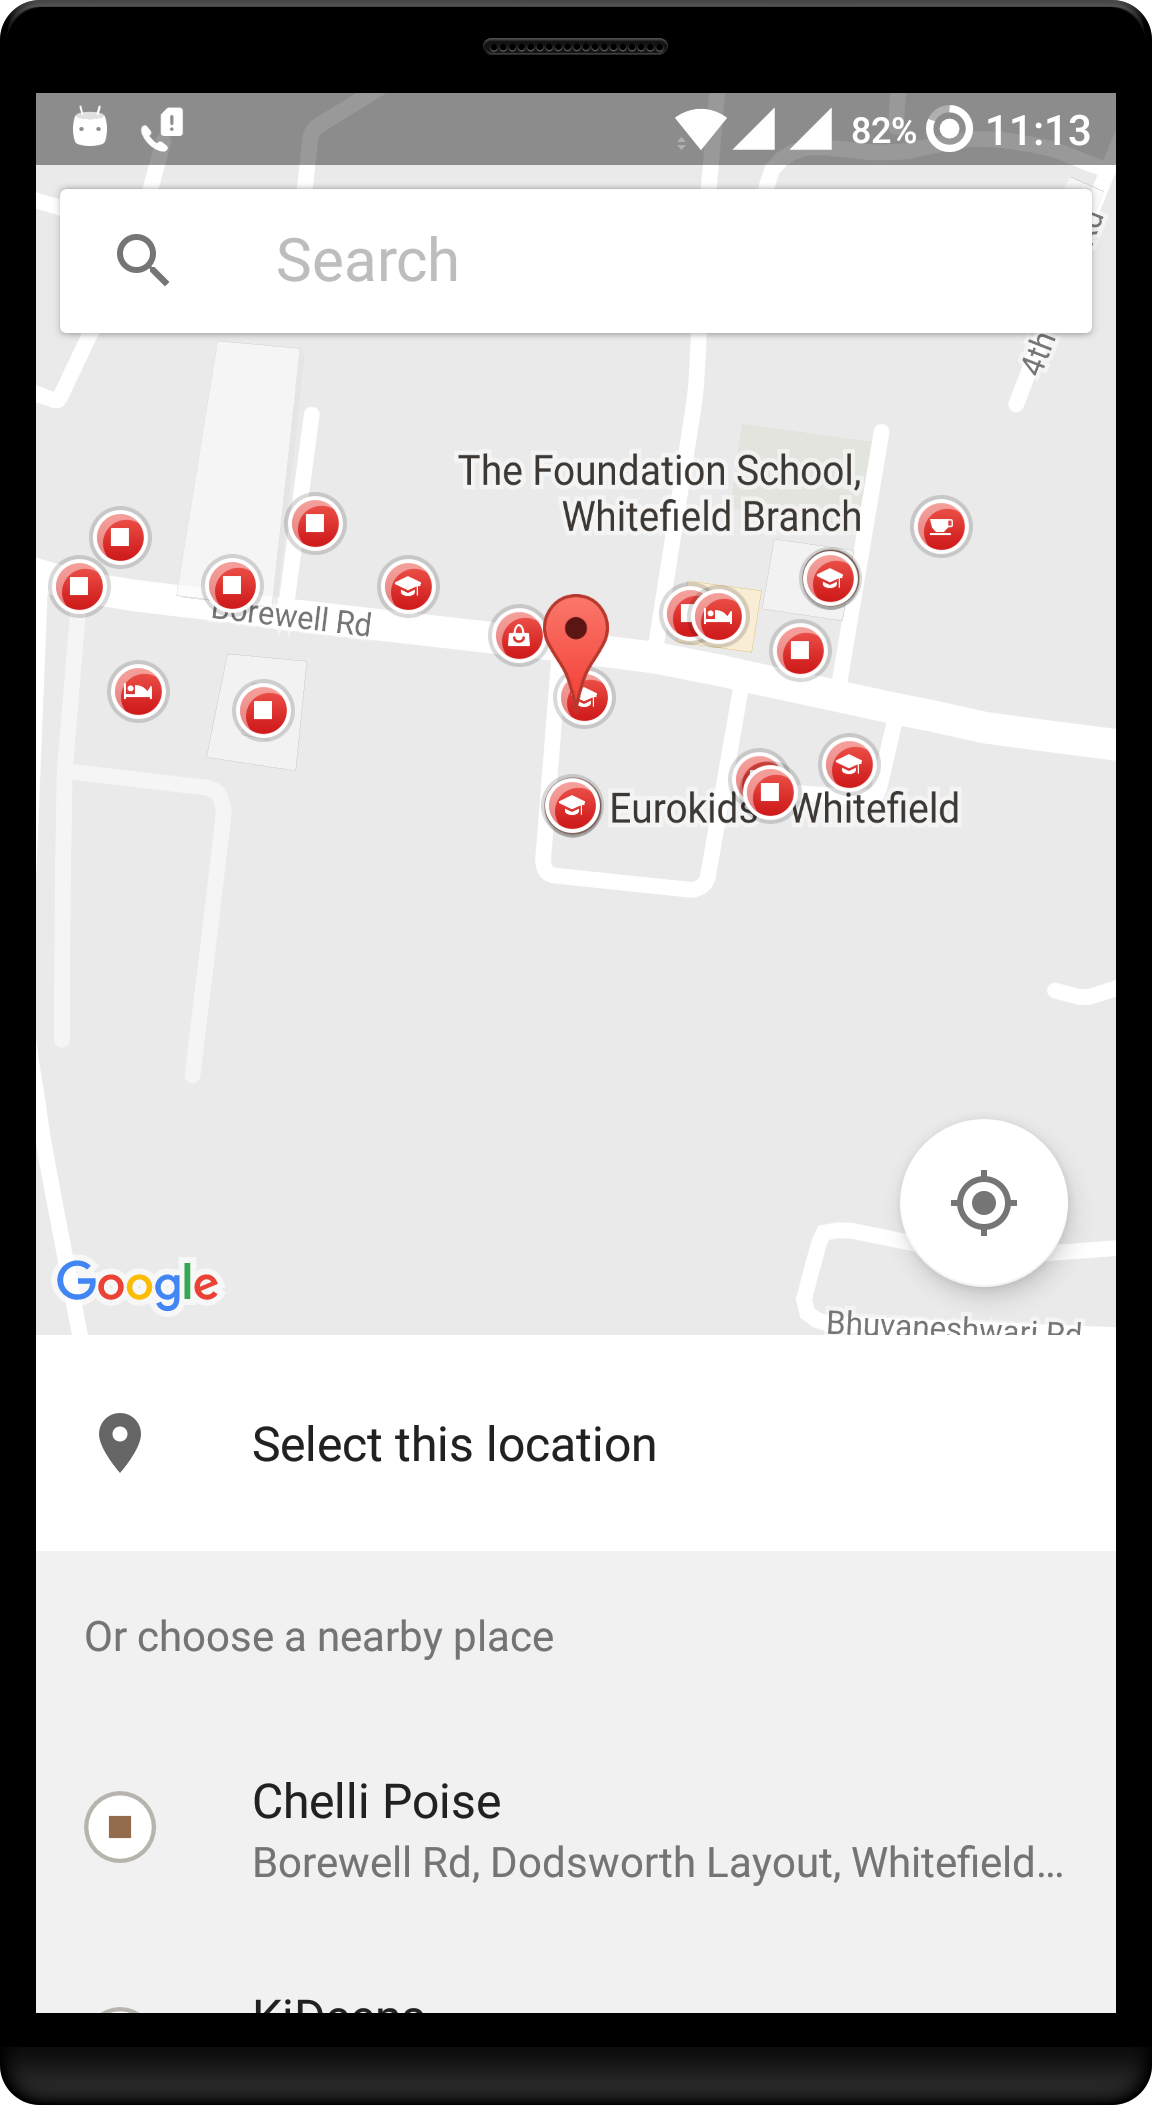 82% 11:13
Search
4th
The Foundation School,
Whitefield Branch
Borewell Rd
Eurokids Whitefield
Google
Bhuvaneshwari Rd
Select this location
Or choose a nearby place
Chelli Poise
Borewell Rd, Dodsworth Layout, Whitefield...